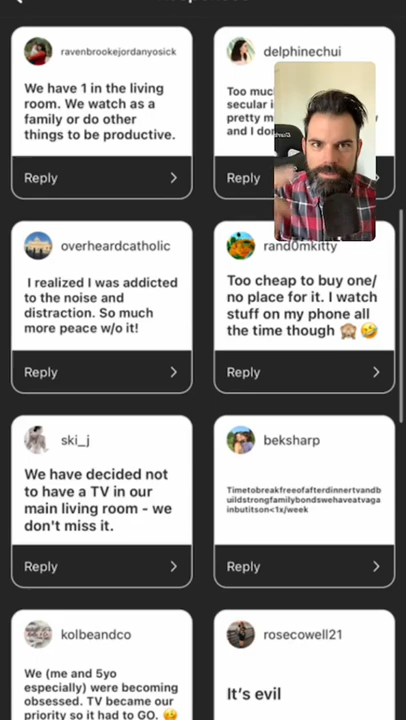 ravenbrookejordanyosick
We have 1 in the living
room. We watch as a
family or do other
things to be productive.
Reply
delphinechui
Too muc
secular i
pretty m
and I don
Reply
overheardcatholic
I realized I was addicted
to the noise and
distraction. So much
more peace w/o it!
Reply
rand0mkitty
Too cheap to buy one/
no place for it. I watch
stuff on my phone all
the time though 🙈🤣
Reply
ski_j
We have decided not
to have a TV in our
main living room - we
don't miss it.
Reply
beksharp
Timetobreakfreeofafterdinnertvandb
uildstrongfamilybondswehaveatvaga
inbutitson<1x/week
Reply
kolbeandco
We (me and 5yo
especially) were becoming
obsessed. TV became our
priority so it had to GO.
rosecowell21
It's evil